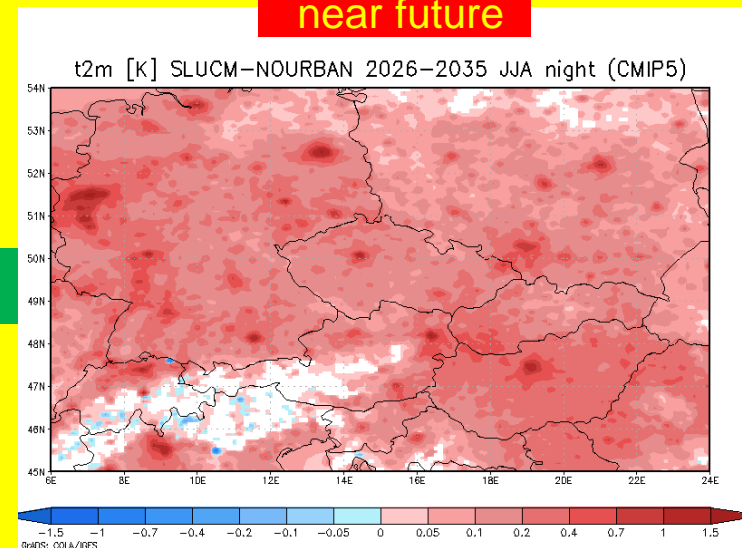 near future
t2m [K] SLUCM-NOURBAN 2026-2035 JJA night (CMIP5)
54N
53N
52N
51N
50N
49N
48N
47N
46N
45N
6E 8E 10E 12E 14E 16E 18E 20E 22E 24E
-1.5 -1 -0.7 -0.4 -0.2 -0.1 -0.05 0 0.05 0.1 0.2 0.4 0.7 1 1.5
GrADS: COLA/IGES